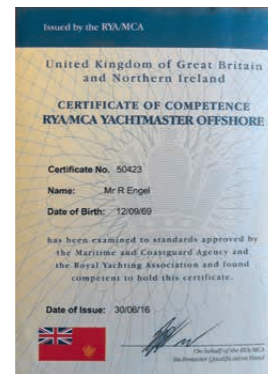 Issued by the RYA/MCA
United Kingdom of Great Britain
and Northern Ireland
CERTIFICATE OF COMPETENCE
RYA/MCA YACHTMASTER OFFSHORE
Certificate No. 50423
Name: Mr R Engel
Date of Birth: 12/09/69
has been examined to standards approved by
the Maritime and Coastguard Agency and
the Royal Yachting Association and found
competent to hold this certificate.
Date of Issue: 30/06/16
On behalf of the RYA/MCA
Yachtmaster Qualification Panel